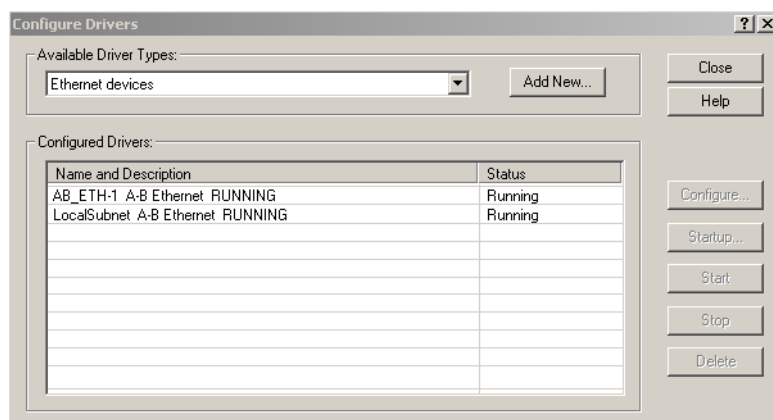 Configure Drivers
? X
Available Driver Types:
Ethernet devices
Add New...
Close
Help
Configured Drivers:
Name and Description Status
AB_ETH-1 A-B Ethernet RUNNING Running
LocalSubnet A-B Ethernet RUNNING Running
Configure...
Startup...
Start
Stop
Delete